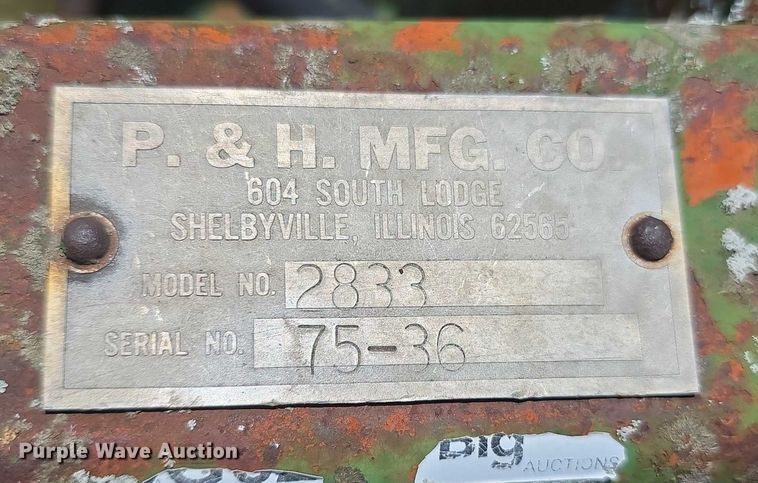 P. & H. MFG. CO.
604 SOUTH LODGE
SHELBYVILLE, ILLINOIS 62565
MODEL NO. 2833
SERIAL NO. 75-36
Big
AUCTIONS
Purple Wave Auction